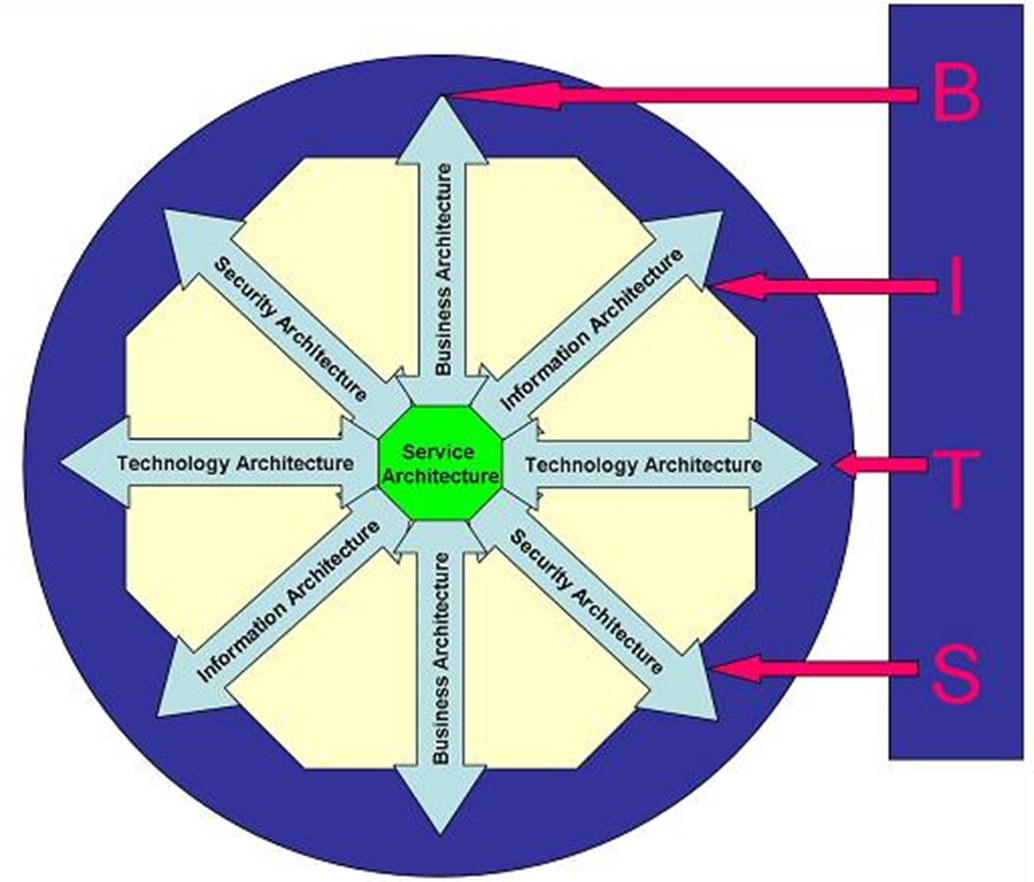 B
Business Architecture
Security Architecture
Information Architecture
I
Technology Architecture
Service
Architecture
Technology Architecture
T
Information Architecture
Business Architecture
Security Architecture
S